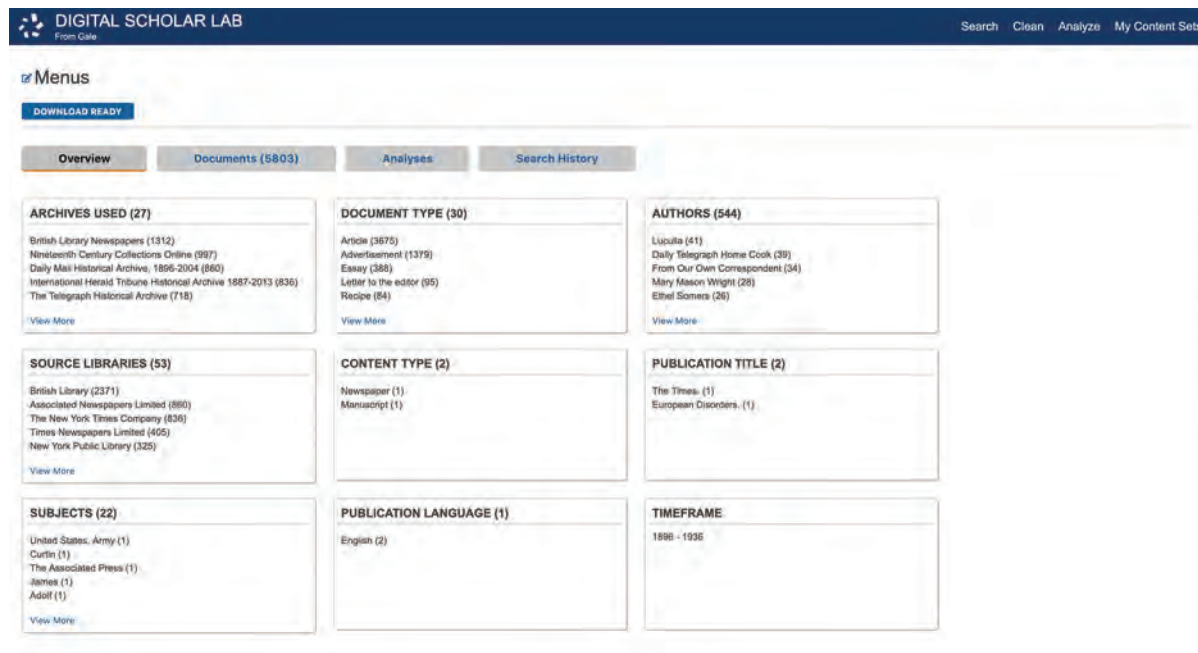 DIGITAL SCHOLAR LAB
From Gale
Search Clean Analyze My Content Sets
Menus
DOWNLOAD READY
Overview Documents (5803) Analyses Search History
ARCHIVES USED (27)
British Library Newspapers (1312)
Nineteenth Century Collections Online (997)
Daily Mail Historical Archive, 1896-2004 (860)
International Herald Tribune Historical Archive 1887-2013 (836)
The Telegraph Historical Archive (718)
View More
DOCUMENT TYPE (30)
Article (3675)
Advertisement (1379)
Essay (388)
Letter to the editor (95)
Recipe (84)
View More
AUTHORS (544)
Luculla (41)
Daily Telegraph Home Cook (39)
From Our Own Correspondent (34)
Mary Mason Wright (28)
Ethel Somers (26)
View More
SOURCE LIBRARIES (53)
British Library (2371)
Associated Newspapers Limited (860)
The New York Times Company (836)
Times Newspapers Limited (405)
New York Public Library (325)
View More
CONTENT TYPE (2)
Newspaper (1)
Manuscript (1)
PUBLICATION TITLE (2)
The Times. (1)
European Disorders. (1)
SUBJECTS (22)
United States. Army (1)
Curtin (1)
The Associated Press (1)
James (1)
Adolf (1)
View More
PUBLICATION LANGUAGE (1)
English (2)
TIMEFRAME
1896 - 1936